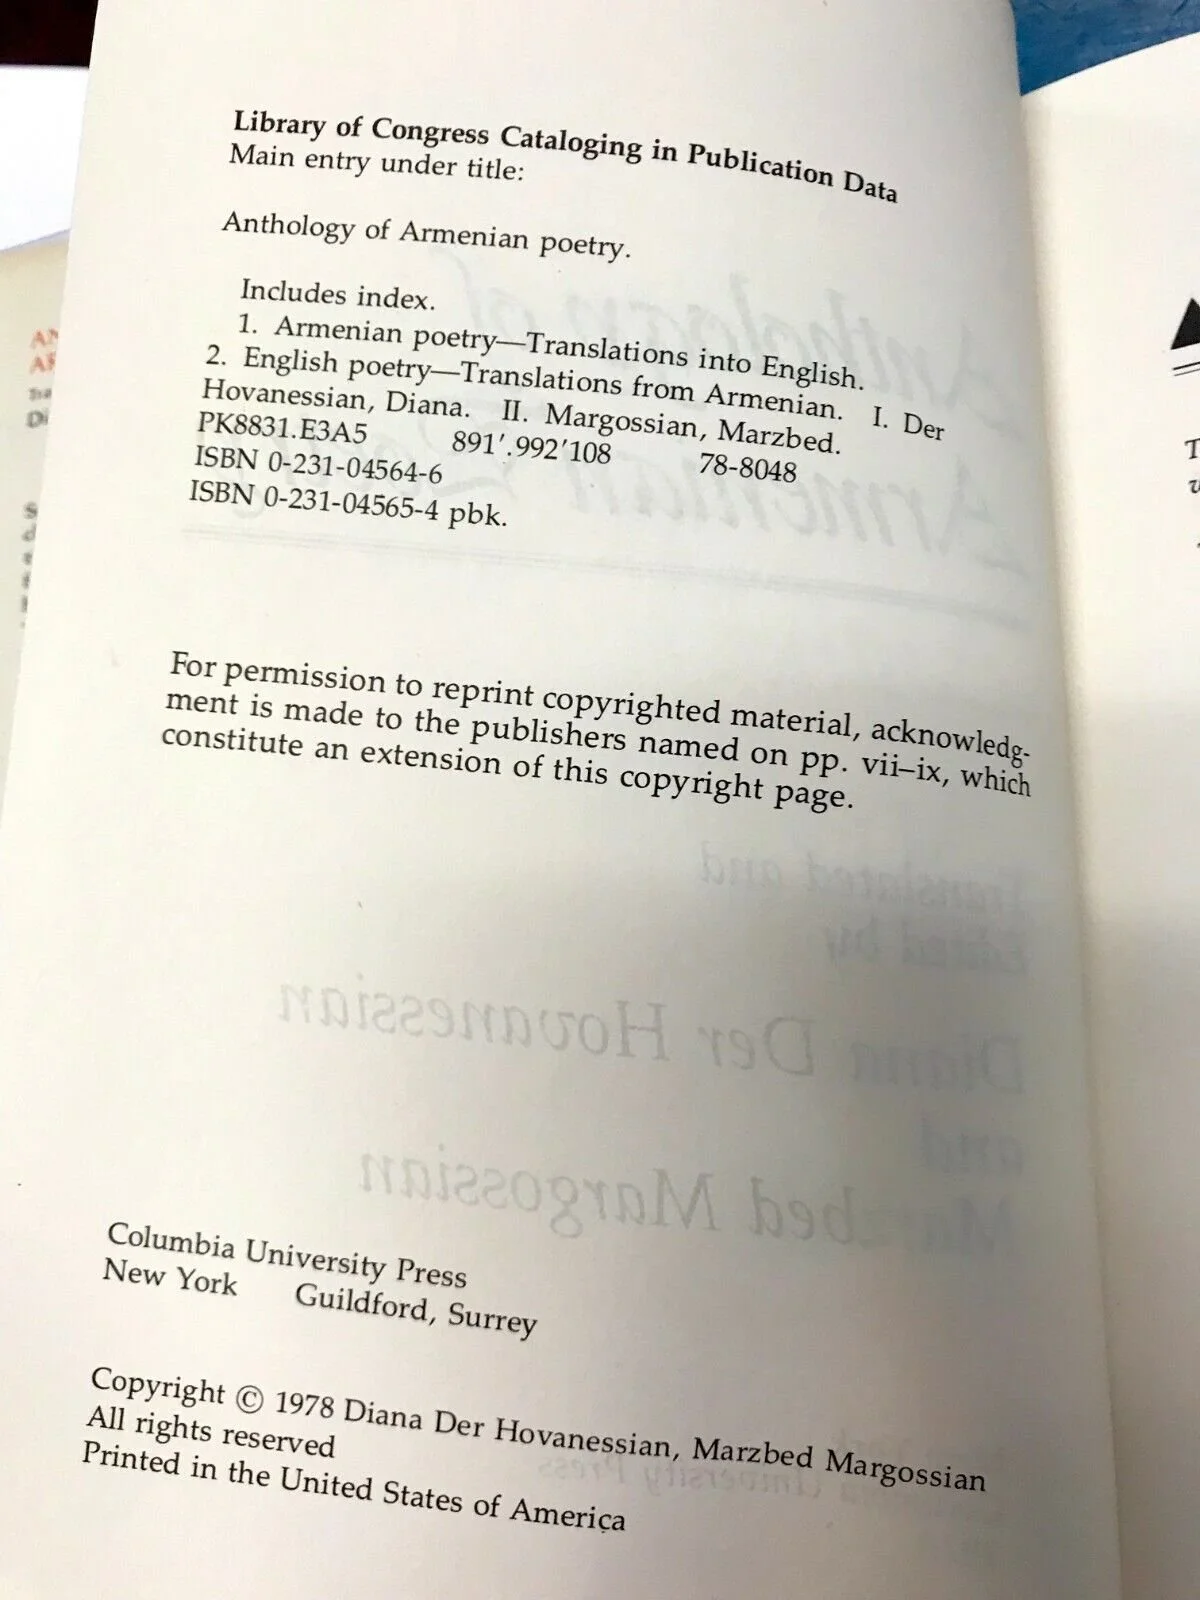 Library of Congress Cataloging in Publication Data
Main entry under title:
Anthology of Armenian poetry.
Includes index.
1. Armenian poetry—Translations into English.
2. English poetry—Translations from Armenian. I. Der
Hovanessian, Diana. II. Margossian, Marzbed.
PK8831.E3A5 891'.992'108 78-8048
ISBN 0-231-04564-6
ISBN 0-231-04565-4 pbk.
For permission to reprint copyrighted material, acknowledg-
ment is made to the publishers named on pp. vii–ix, which
constitute an extension of this copyright page.
Columbia University Press
New York Guildford, Surrey
Copyright © 1978 Diana Der Hovanessian, Marzbed Margossian
All rights reserved
Printed in the United States of America